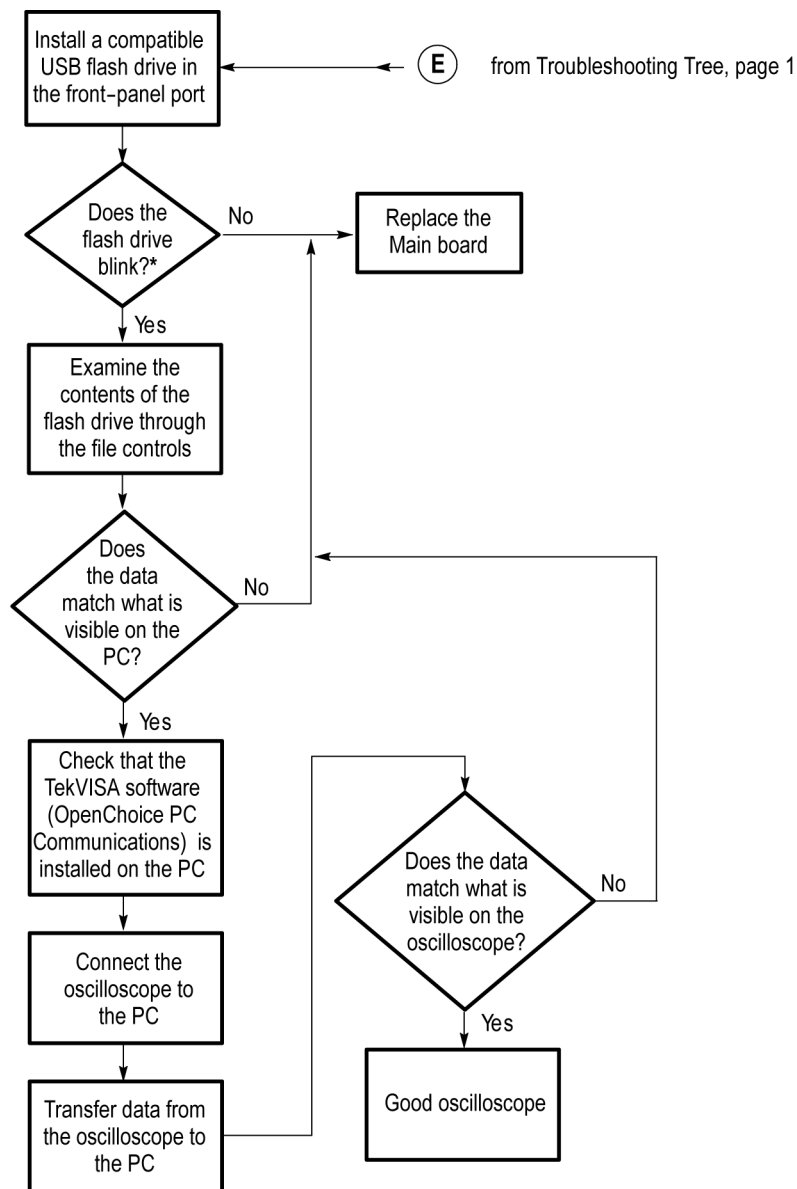 Install a compatible
USB flash drive in
the front-panel port
E
from Troubleshooting Tree, page 1
Does the
flash drive
blink?*
No
Replace the
Main board
Yes
Examine the
contents of the
flash drive through
the file controls
Does
the data
match what is
visible on the
PC?
No
Yes
Check that the
TekVISA software
(OpenChoice PC
Communications) is
installed on the PC
Connect the
oscilloscope to
the PC
Transfer data from
the oscilloscope to
the PC
Does the data
match what is
visible on the
oscilloscope?
No
Yes
Good oscilloscope